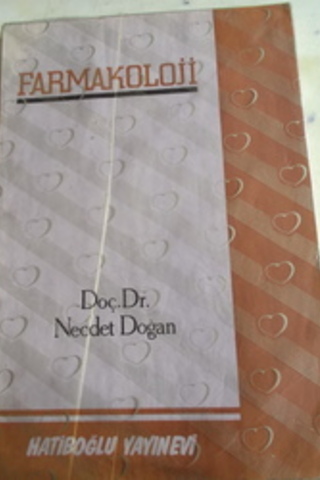 FARMAKOLOJİ
Doç.Dr.
Necdet Doğan
HATİBOĞLU YAYINEVİ